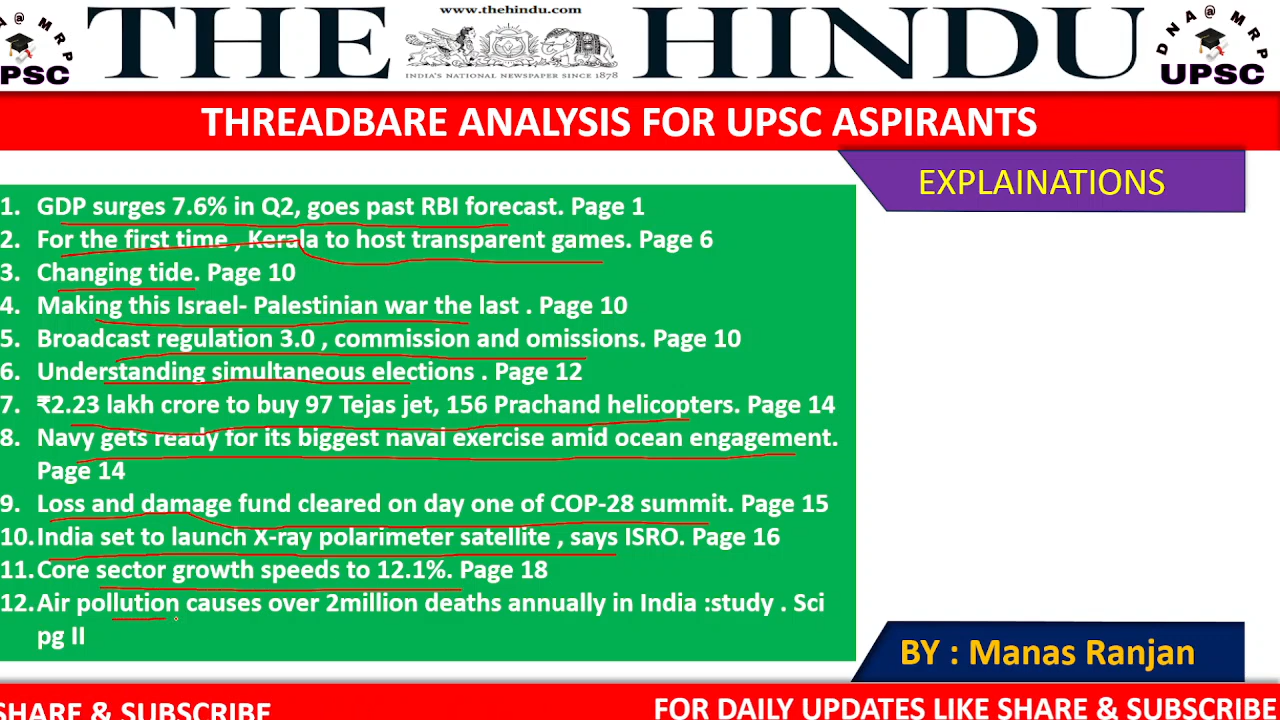 www.thehindu.com
THE HINDU
INDIA'S NATIONAL NEWSPAPER SINCE 1878
DNA@MRP
UPSC
THREADBARE ANALYSIS FOR UPSC ASPIRANTS
EXPLAINATIONS
1. GDP surges 7.6% in Q2, goes past RBI forecast. Page 1
2. For the first time , Kerala to host transparent games. Page 6
3. Changing tide. Page 10
4. Making this Israel- Palestinian war the last . Page 10
5. Broadcast regulation 3.0 , commission and omissions. Page 10
6. Understanding simultaneous elections . Page 12
7. ₹2.23 lakh crore to buy 97 Tejas jet, 156 Prachand helicopters. Page 14
8. Navy gets ready for its biggest naval exercise amid ocean engagement.
Page 14
9. Loss and damage fund cleared on day one of COP-28 summit. Page 15
10. India set to launch X-ray polarimeter satellite , says ISRO. Page 16
11. Core sector growth speeds to 12.1%. Page 18
12. Air pollution causes over 2million deaths annually in India :study . Sci
pg II
BY : Manas Ranjan
SHARE & SUBSCRIBE
FOR DAILY UPDATES LIKE SHARE & SUBSCRIBE